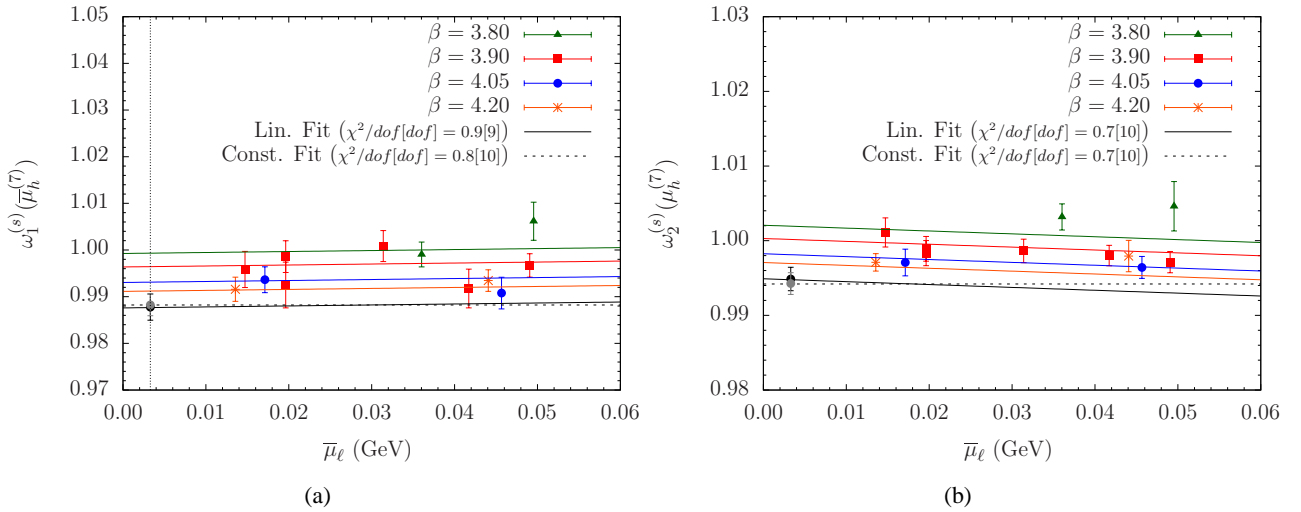 1.05
1.04
1.03
1.02
1.01
1.00
0.99
0.98
0.97
0.00 0.01 0.02 0.03 0.04 0.05 0.06
ω₁⁽ˢ⁾(μ̅ₕ⁽⁷⁾)
μ̅_ℓ (GeV)
β = 3.80
β = 3.90
β = 4.05
β = 4.20
Lin. Fit (χ²/dof[dof] = 0.9[9])
Const. Fit (χ²/dof[dof] = 0.8[10])
(a)
1.03
1.02
1.01
1.00
0.99
0.98
0.00 0.01 0.02 0.03 0.04 0.05 0.06
ω₂⁽ˢ⁾(μₕ⁽⁷⁾)
μ̅_ℓ (GeV)
β = 3.80
β = 3.90
β = 4.05
β = 4.20
Lin. Fit (χ²/dof[dof] = 0.7[10])
Const. Fit (χ²/dof[dof] = 0.7[10])
(b)